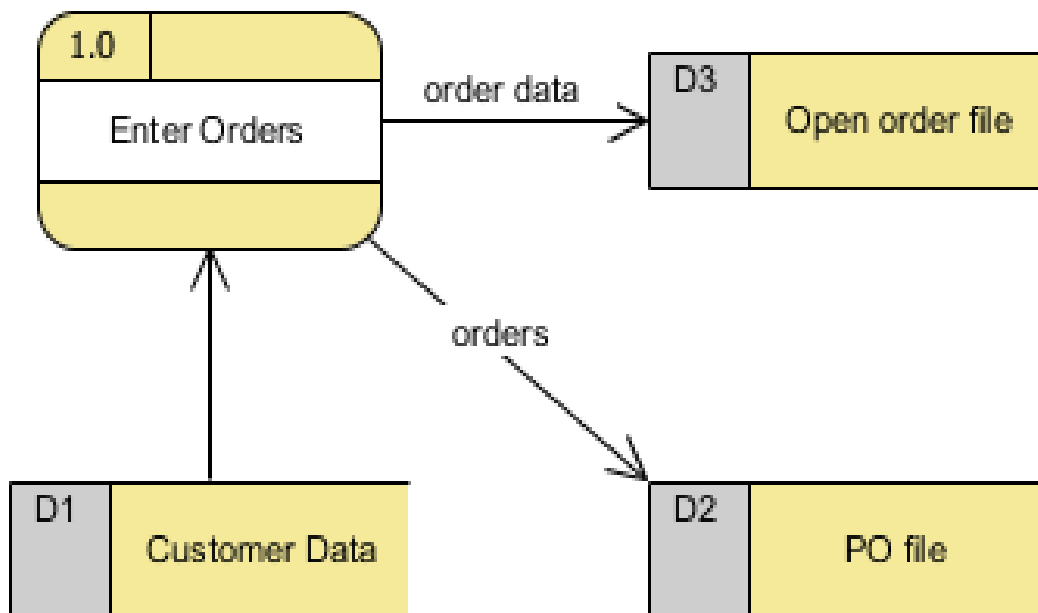 1.0
Enter Orders
order data
D3
Open order file
orders
D1
Customer Data
D2
PO file